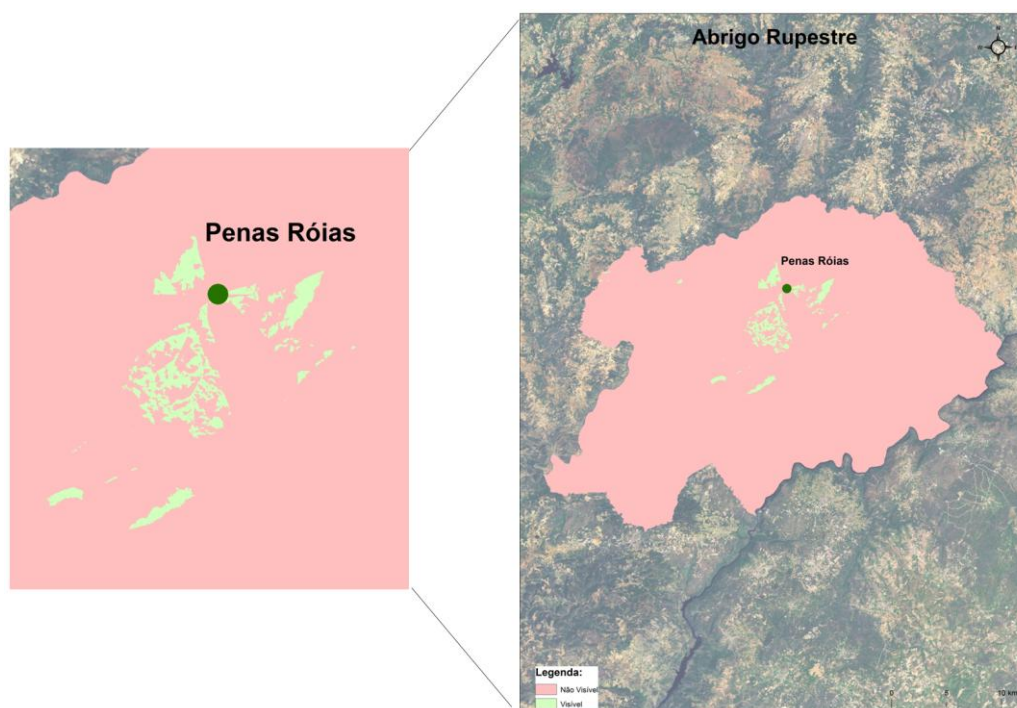 Penas Róias
Abrigo Rupestre
N
Penas Róias
Legenda:
Não Visível
Visível
0 5 10 km